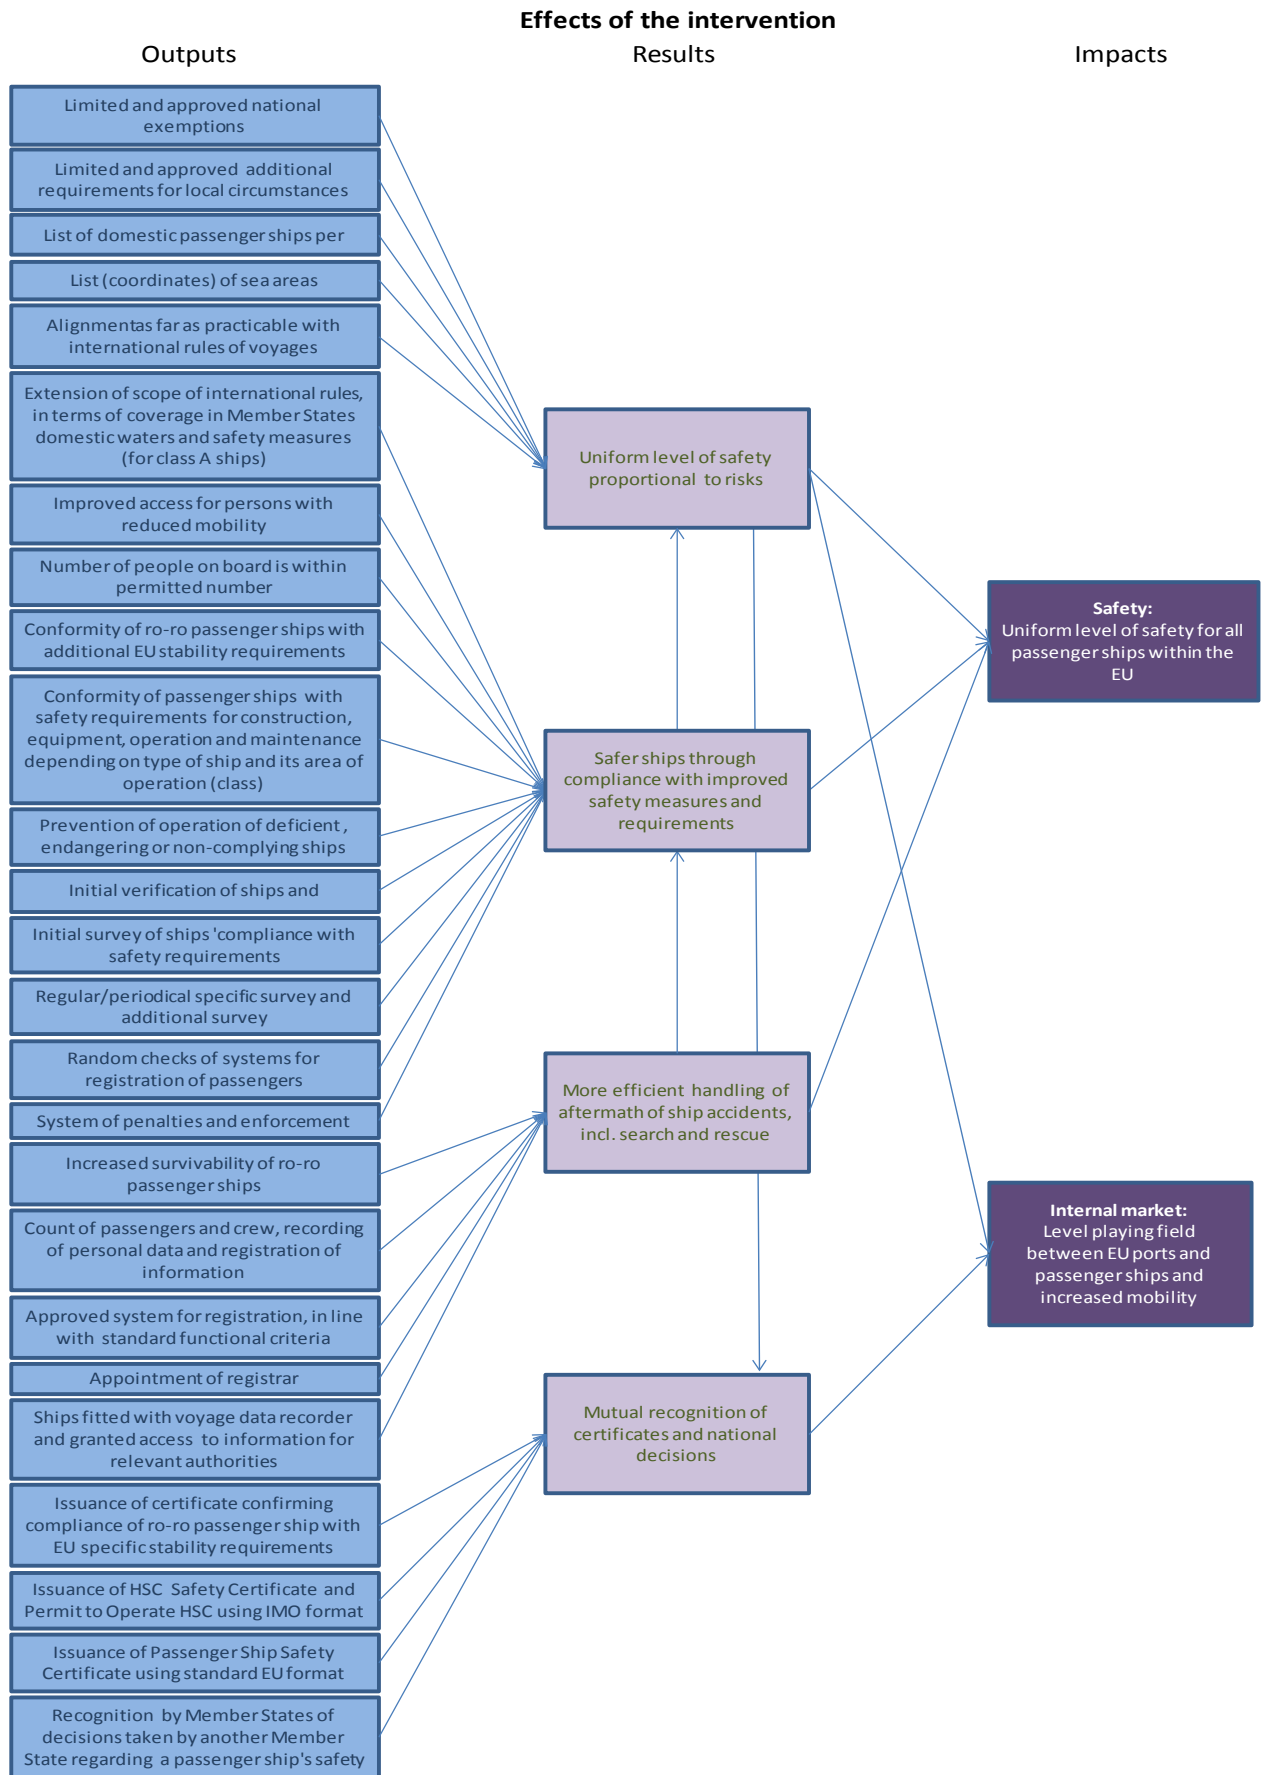 Effects of the intervention
Outputs
Results
Impacts
Limited and approved national
exemptions
Limited and approved additional
requirements for local circumstances
List of domestic passenger ships per
List (coordinates) of sea areas
Alignmentas far as practicable with
international rules of voyages
Extension of scope of international rules,
in terms of coverage in Member States
domestic waters and safety measures
(for class A ships)
Improved access for persons with
reduced mobility
Number of people on board is within
permitted number
Conformity of ro-ro passenger ships with
additional EU stability requirements
Conformity of passenger ships with
safety requirements for construction,
equipment, operation and maintenance
depending on type of ship and its area of
operation (class)
Prevention of operation of deficient ,
endangering or non-complying ships
Initial verification of ships and
Initial survey of ships 'compliance with
safety requirements
Regular/periodical specific survey and
additional survey
Random checks of systems for
registration of passengers
System of penalties and enforcement
Increased survivability of ro-ro
passenger ships
Count of passengers and crew, recording
of personal data and registration of
information
Approved system for registration, in line
with standard functional criteria
Appointment of registrar
Ships fitted with voyage data recorder
and granted access to information for
relevant authorities
Issuance of certificate confirming
compliance of ro-ro passenger ship with
EU specific stability requirements
Issuance of HSC Safety Certificate and
Permit to Operate HSC using IMO format
Issuance of Passenger Ship Safety
Certificate using standard EU format
Recognition by Member States of
decisions taken by another Member
State regarding a passenger ship's safety
Uniform level of safety
proportional to risks
Safer ships through
compliance with improved
safety measures and
requirements
More efficient handling of
aftermath of ship accidents,
incl. search and rescue
Mutual recognition of
certificates and national
decisions
Safety:
Uniform level of safety for all
passenger ships within the
EU
Internal market:
Level playing field
between EU ports and
passenger ships and
increased mobility